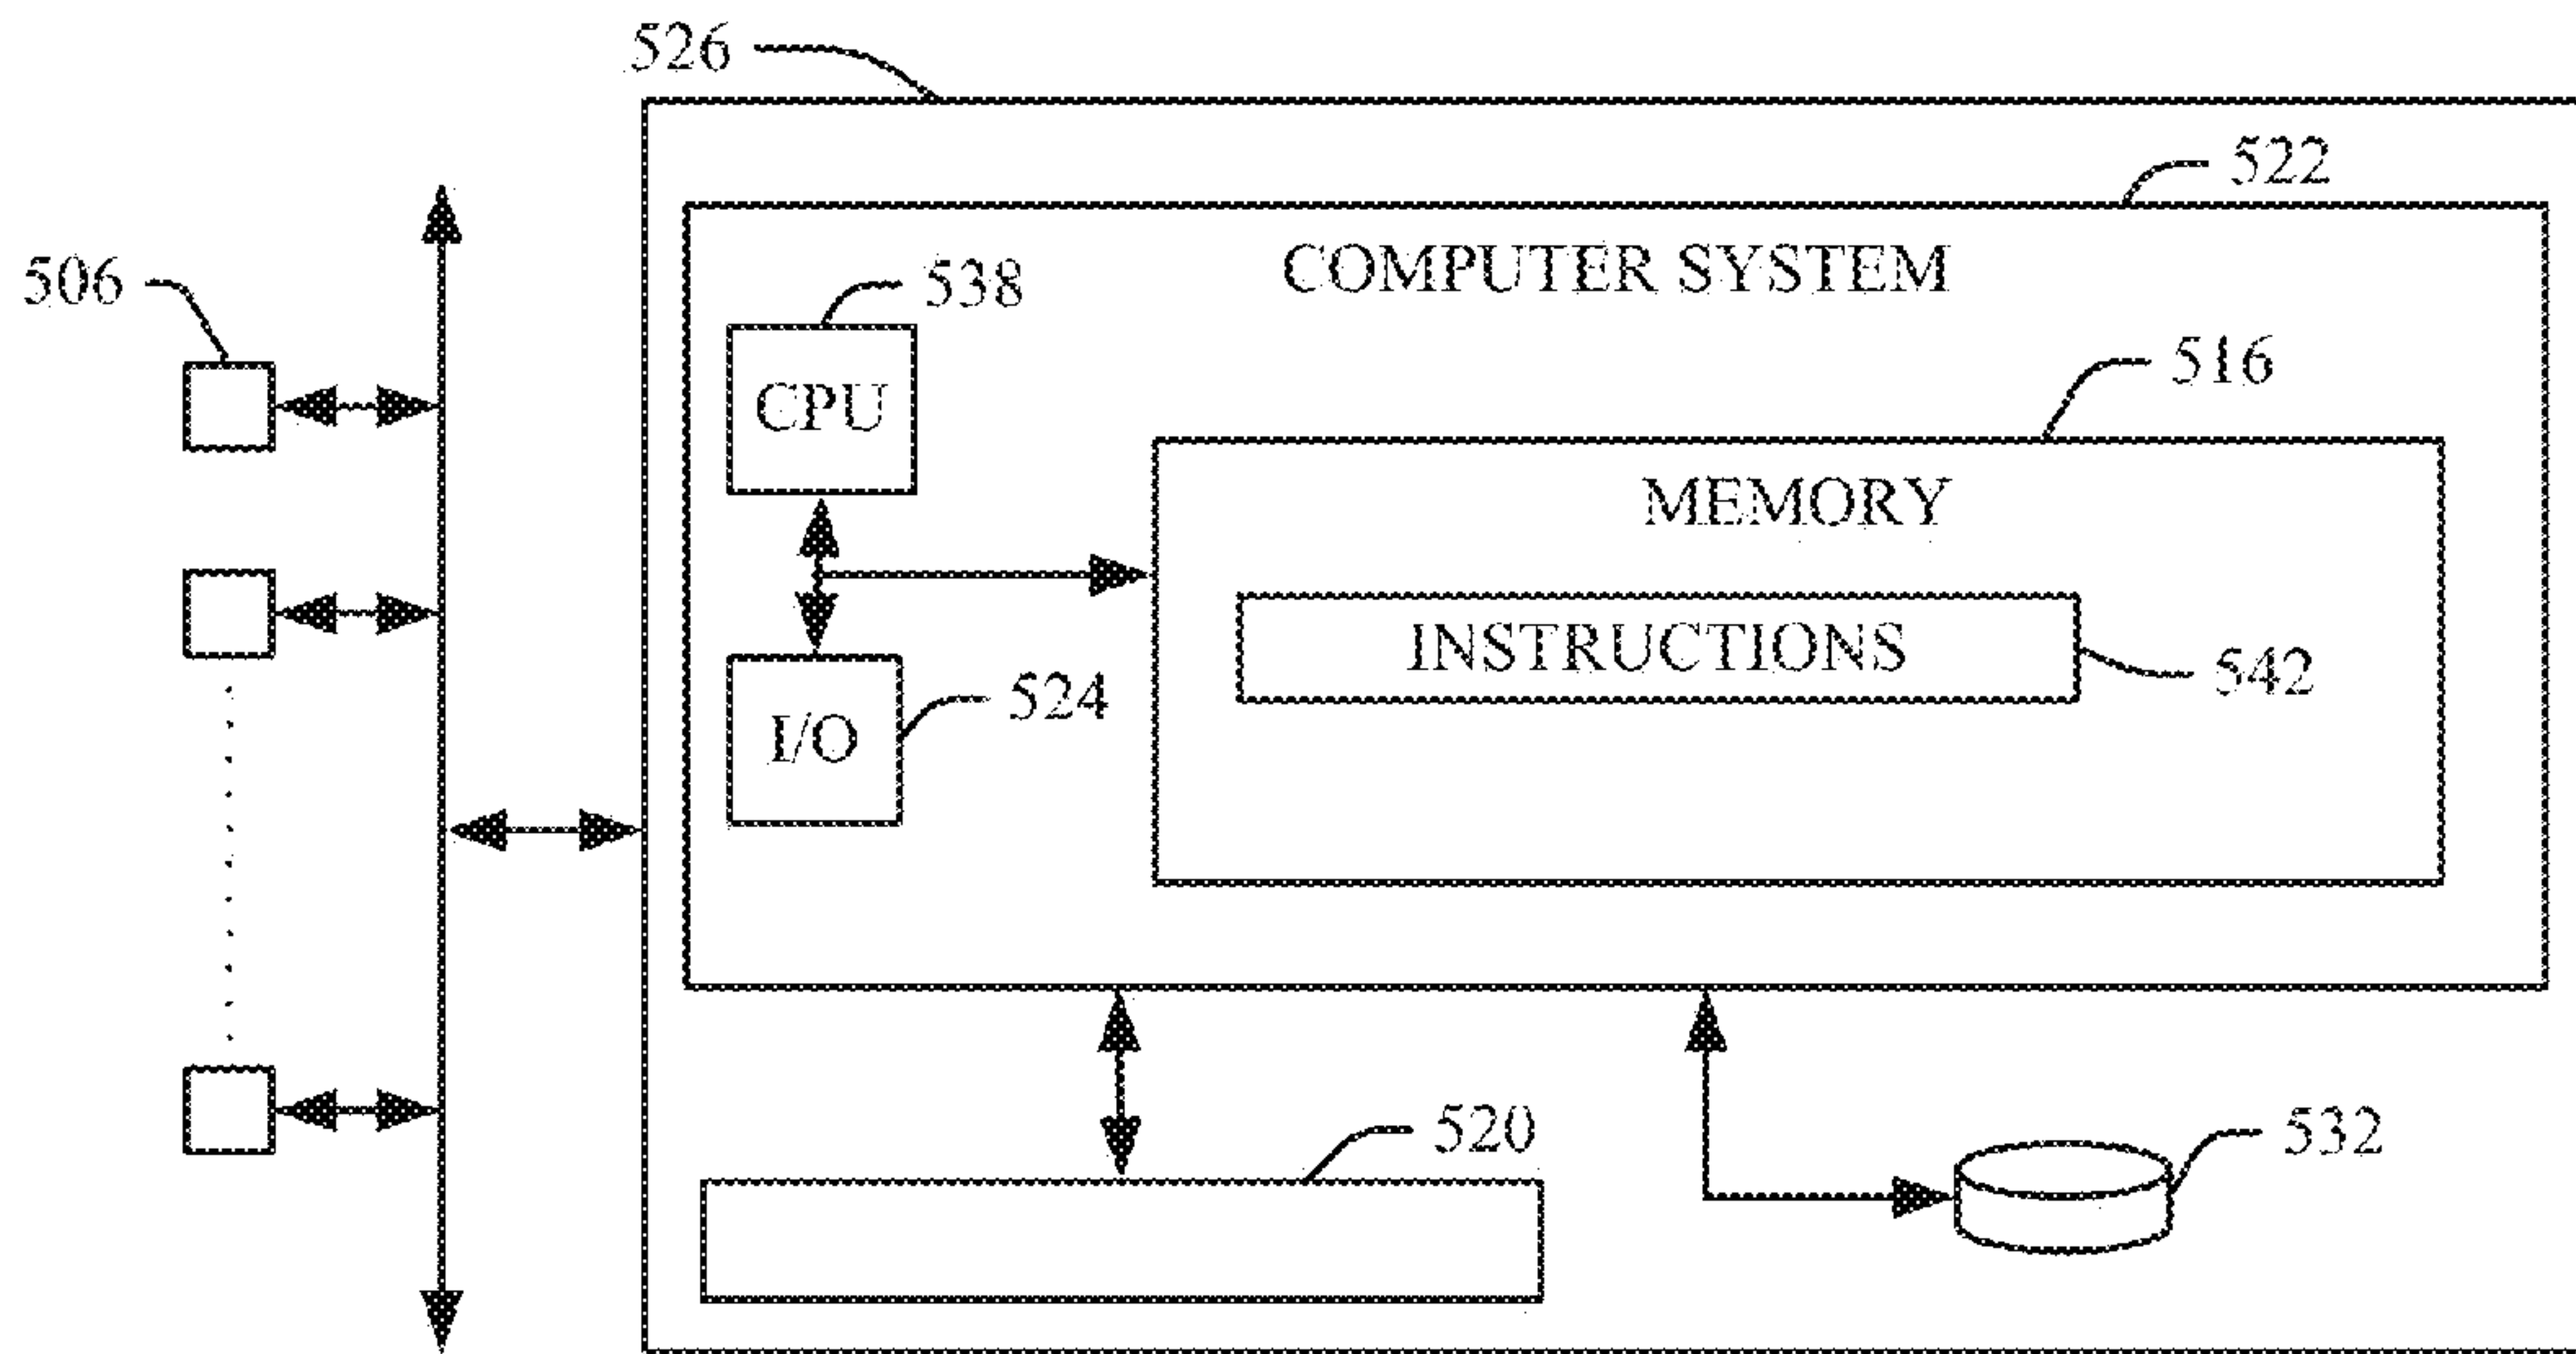 526
522
COMPUTER SYSTEM
506
538
516
CPU
MEMORY
INSTRUCTIONS
542
524
I/O
520
532